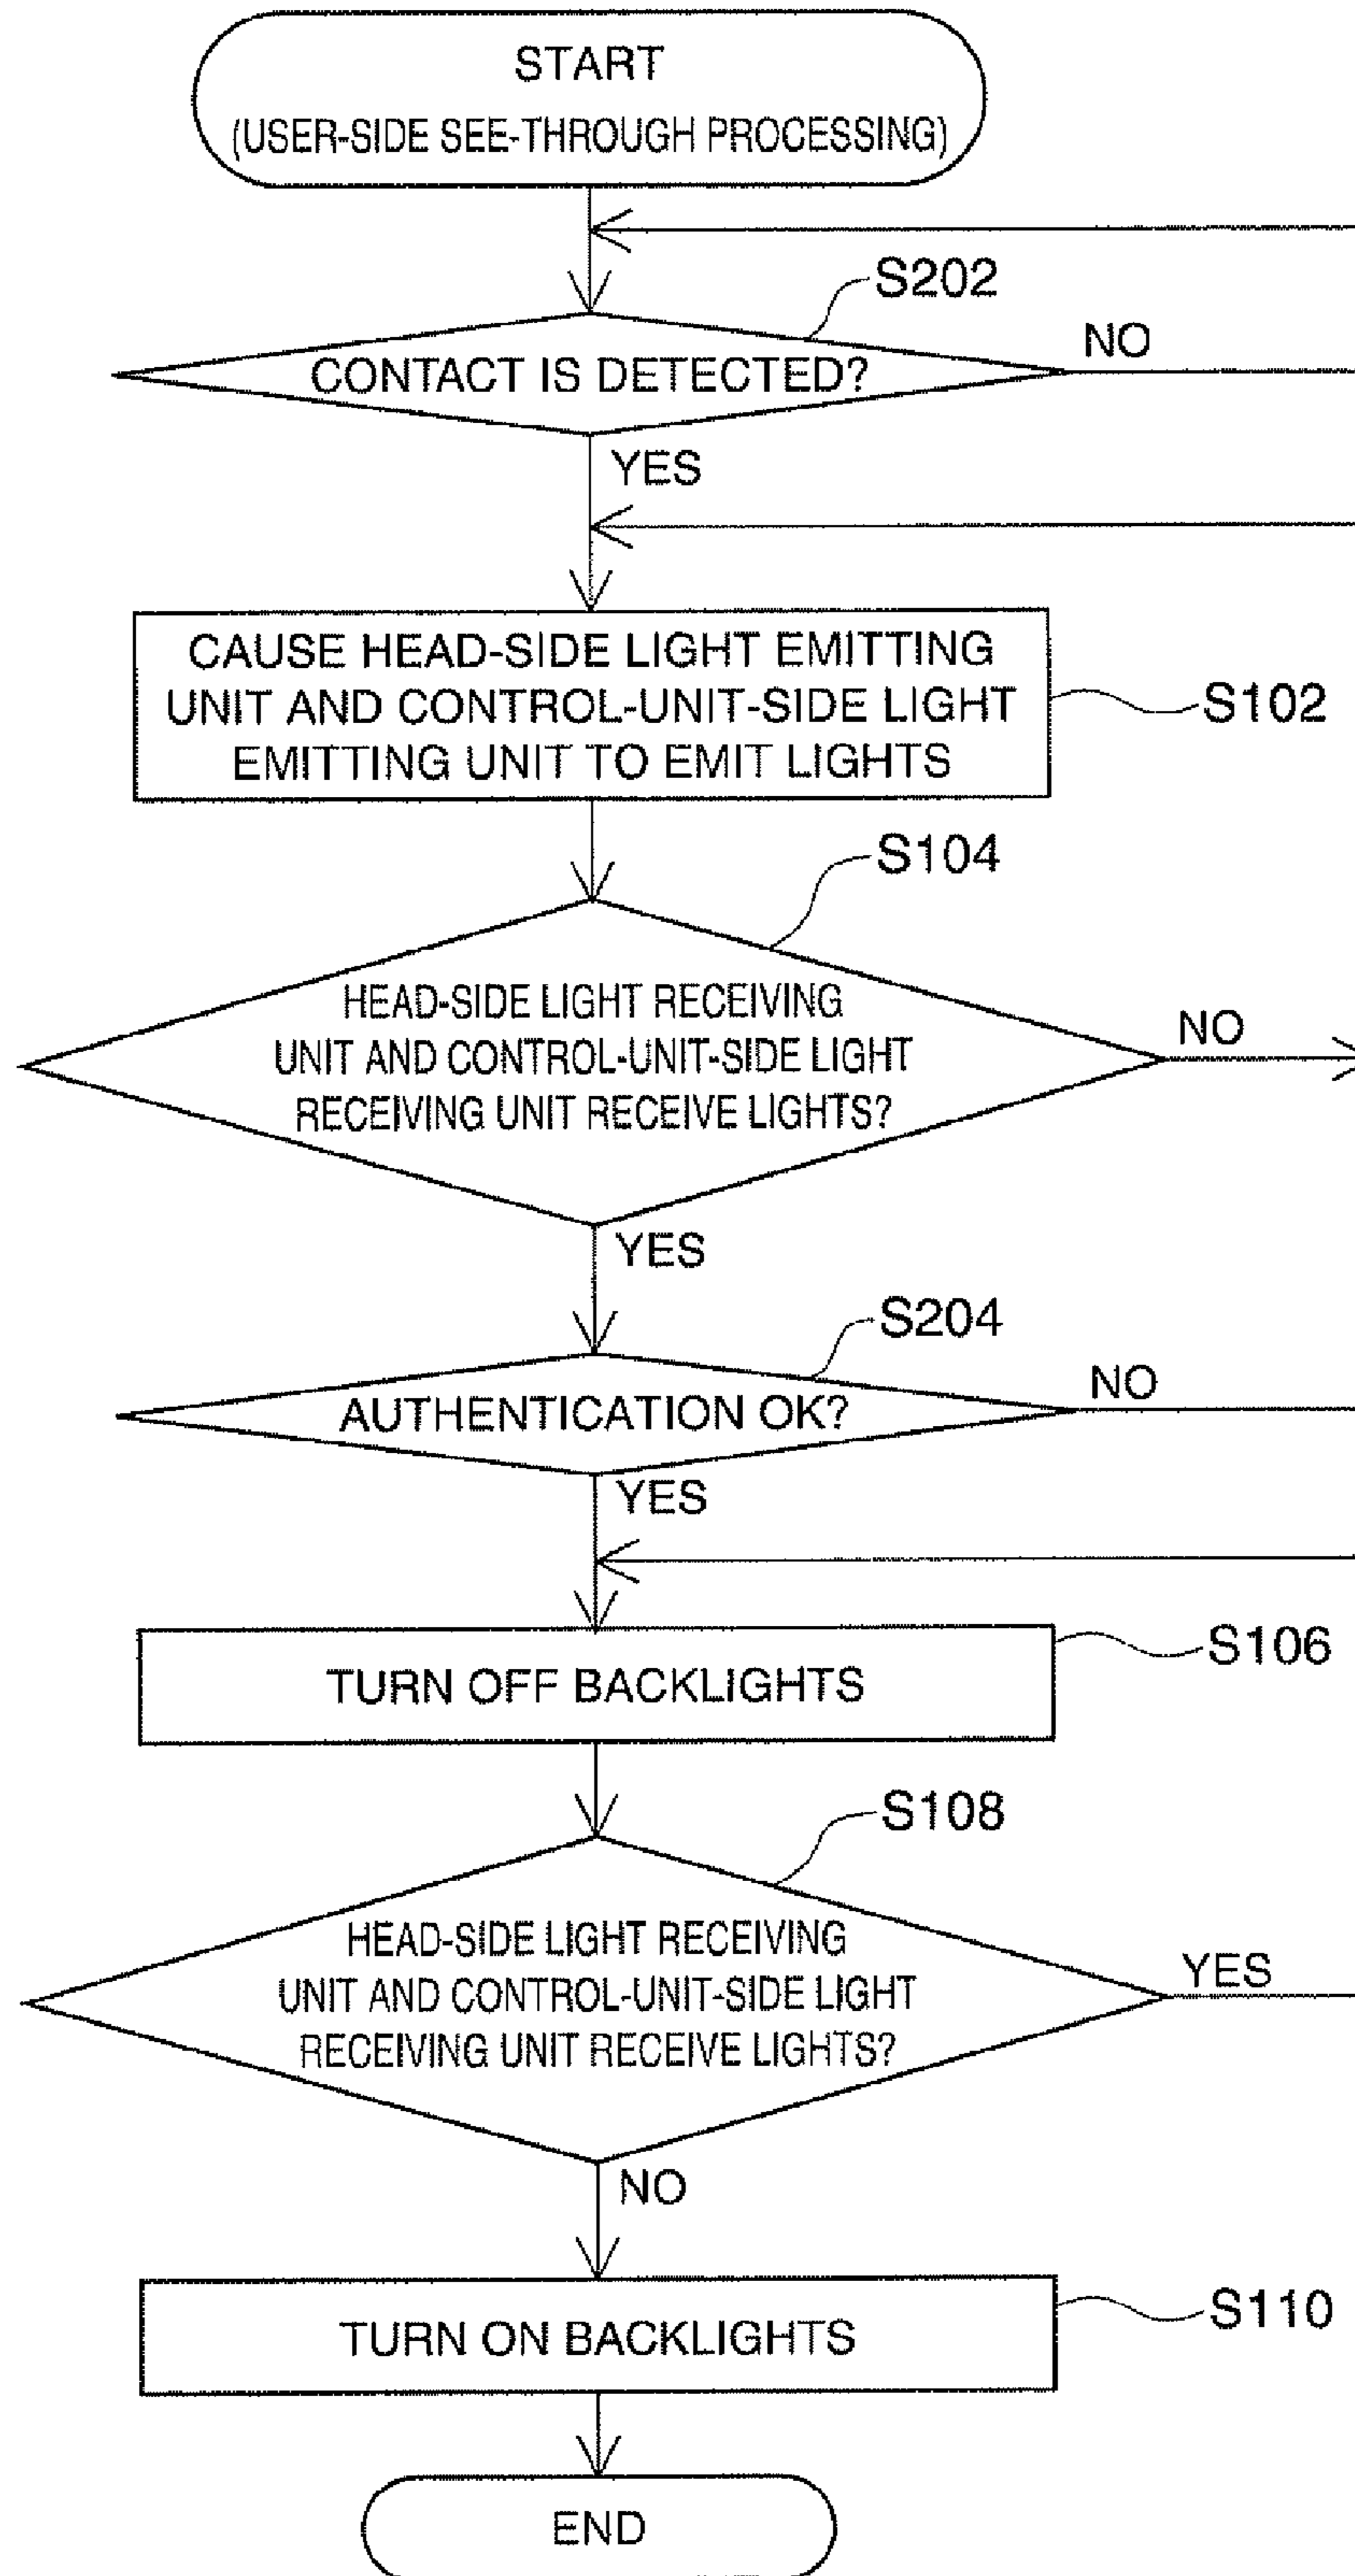 START
(USER-SIDE SEE-THROUGH PROCESSING)
S202
CONTACT IS DETECTED?
NO
YES
CAUSE HEAD-SIDE LIGHT EMITTING
UNIT AND CONTROL-UNIT-SIDE LIGHT
EMITTING UNIT TO EMIT LIGHTS
S102
S104
HEAD-SIDE LIGHT RECEIVING
UNIT AND CONTROL-UNIT-SIDE LIGHT
RECEIVING UNIT RECEIVE LIGHTS?
NO
YES
S204
AUTHENTICATION OK?
NO
YES
TURN OFF BACKLIGHTS
S106
S108
HEAD-SIDE LIGHT RECEIVING
UNIT AND CONTROL-UNIT-SIDE LIGHT
RECEIVING UNIT RECEIVE LIGHTS?
YES
NO
TURN ON BACKLIGHTS
S110
END